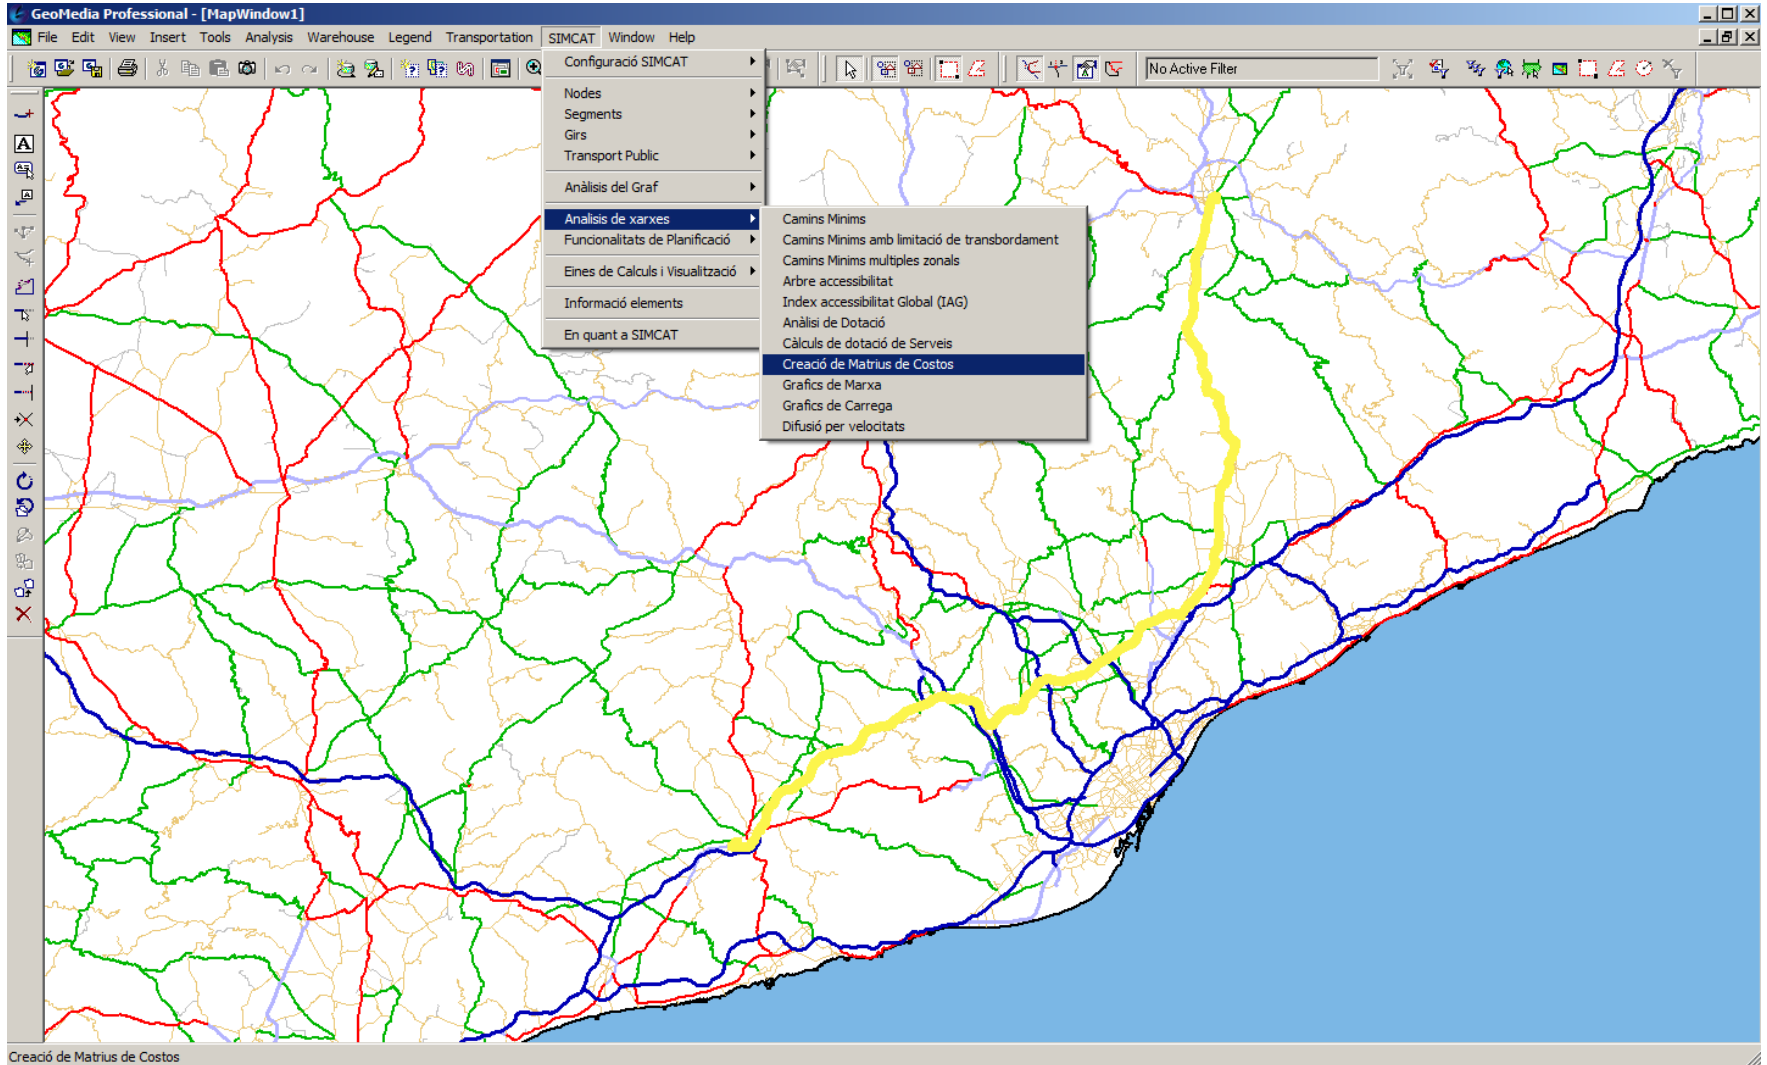 GeoMedia Professional - [MapWindow1]
File Edit View Insert Tools Analysis Warehouse Legend Transportation SIMCAT Window Help
No Active Filter
Configuració SIMCAT
Nodes
Segments
Girs
Transport Public
Anàlisis del Graf
Analisis de xarxes
Funcionalitats de Planificació
Eines de Calculs i Visualització
Informació elements
En quant a SIMCAT
Camins Minims
Camins Minims amb limitació de transbordament
Camins Minims multiples zonals
Arbre accessibilitat
Index accessibilitat Global (IAG)
Anàlisi de Dotació
Càlculs de dotació de Serveis
Creació de Matrius de Costos
Grafics de Marxa
Grafics de Carrega
Difusió per velocitats
Creació de Matrius de Costos